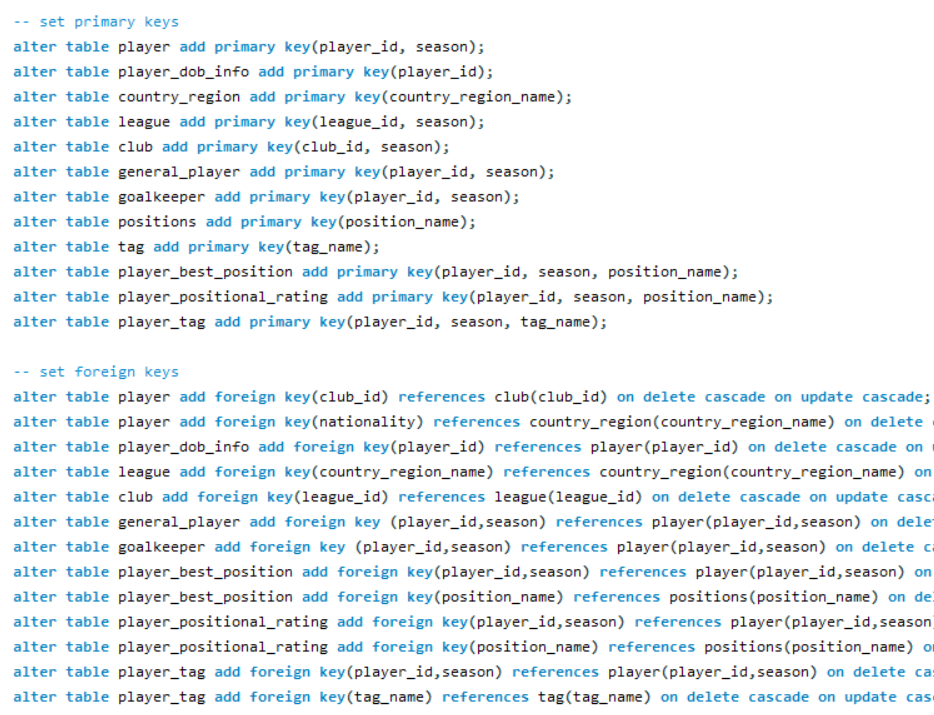 -- set primary keys
alter table player add primary key(player_id, season);
alter table player_dob_info add primary key(player_id);
alter table country_region add primary key(country_region_name);
alter table league add primary key(league_id, season);
alter table club add primary key(club_id, season);
alter table general_player add primary key(player_id, season);
alter table goalkeeper add primary key(player_id, season);
alter table positions add primary key(position_name);
alter table tag add primary key(tag_name);
alter table player_best_position add primary key(player_id, season, position_name);
alter table player_positional_rating add primary key(player_id, season, position_name);
alter table player_tag add primary key(player_id, season, tag_name);
-- set foreign keys
alter table player add foreign key(club_id) references club(club_id) on delete cascade on update cascade;
alter table player add foreign key(nationality) references country_region(country_region_name) on delete
alter table player_dob_info add foreign key(player_id) references player(player_id) on delete cascade on
alter table league add foreign key(country_region_name) references country_region(country_region_name) on
alter table club add foreign key(league_id) references league(league_id) on delete cascade on update casc
alter table general_player add foreign key (player_id,season) references player(player_id,season) on dele
alter table goalkeeper add foreign key (player_id,season) references player(player_id,season) on delete ca
alter table player_best_position add foreign key(player_id,season) references player(player_id,season) on
alter table player_best_position add foreign key(position_name) references positions(position_name) on de
alter table player_positional_rating add foreign key(player_id,season) references player(player_id,season)
alter table player_positional_rating add foreign key(position_name) references positions(position_name) on
alter table player_tag add foreign key(player_id,season) references player(player_id,season) on delete cas
alter table player_tag add foreign key(tag_name) references tag(tag_name) on delete cascade on update casc